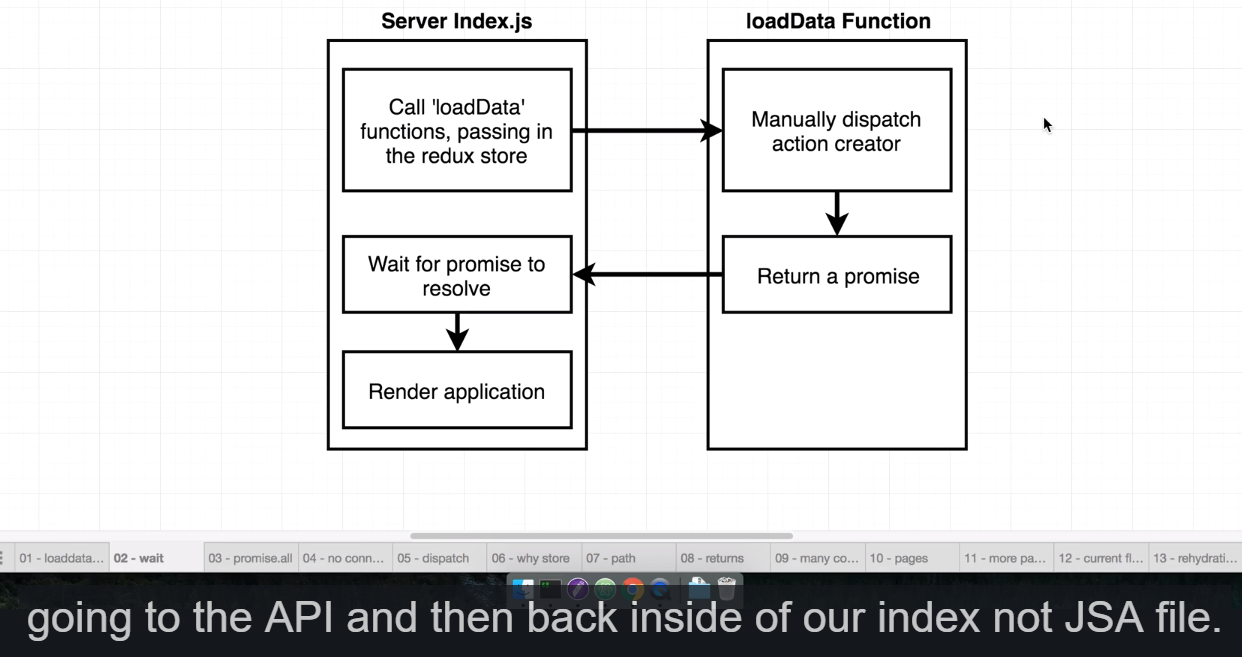 Server Index.js
loadData Function
Call 'loadData'
functions, passing in
the redux store
Manually dispatch
action creator
Wait for promise to
resolve
Return a promise
Render application
01 - loaddata... 02 - wait 03 - promise.all 04 - no conn... 05 - dispatch 06 - why store 07 - path 08 - returns 09 - many co... 10 - pages 11 - more pa... 12 - current fl... 13 - rehydrati...
going to the API and then back inside of our index not JSA file.